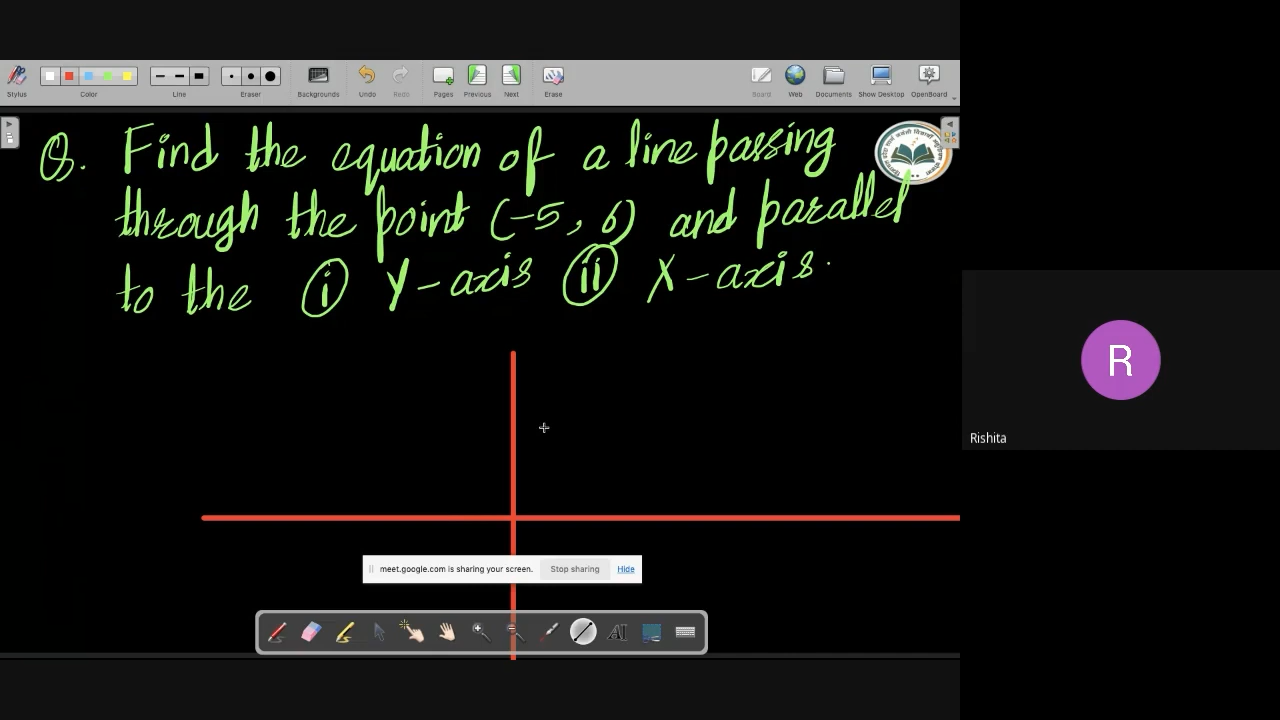 Stylus
Color
Line
Eraser
Backgrounds
Undo
Redo
Pages
Previous
Next
Erase
Board
Web
Documents
Show Desktop
OpenBoard
Q. Find the equation of a line passing
through the point (-5, 6) and parallel
to the (i) Y-axis (ii) X-axis.
R
Rishita
meet.google.com is sharing your screen. Stop sharing Hide
AI